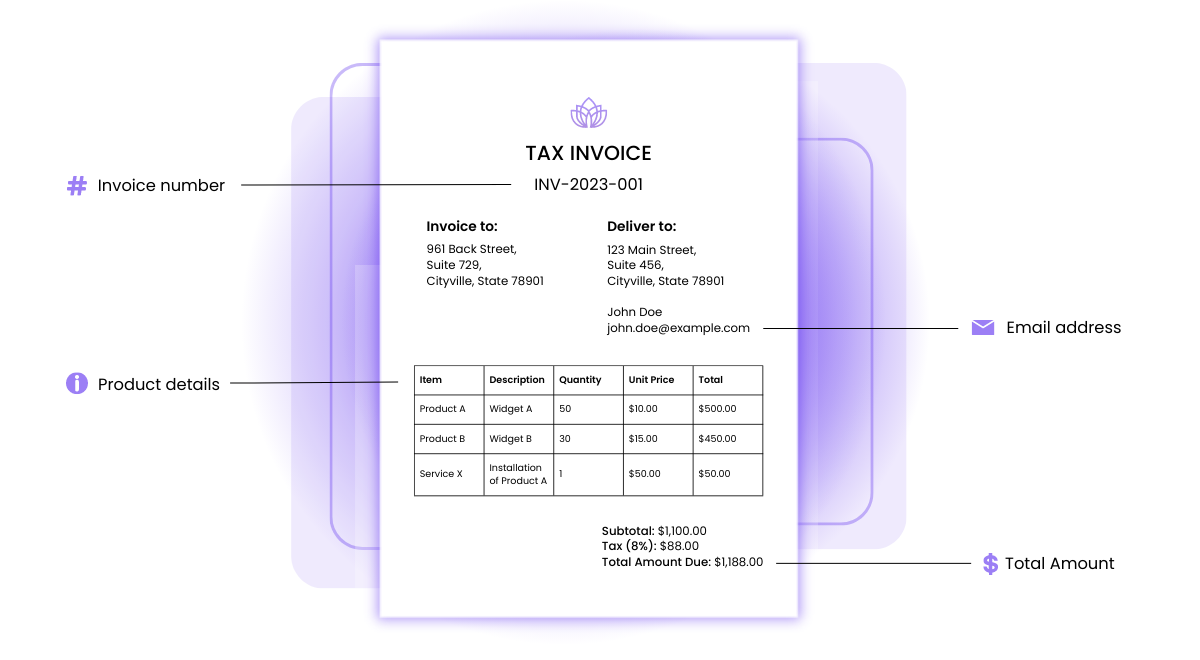 TAX INVOICE
# Invoice number
INV-2023-001
Invoice to:
961 Back Street,
Suite 729,
Cityville, State 78901
Deliver to:
123 Main Street,
Suite 456,
Cityville, State 78901
John Doe
john.doe@example.com
Email address
Product details
Item Description Quantity Unit Price Total
Product A Widget A 50 $10.00 $500.00
Product B Widget B 30 $15.00 $450.00
Service X Installation
of Product A 1 $50.00 $50.00
Subtotal: $1,100.00
Tax (8%): $88.00
Total Amount Due: $1,188.00
$ Total Amount